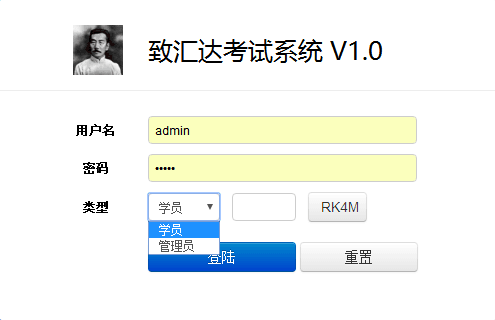 致汇达考试系统 V1.0
用户名 admin
密码 •••••
类型 学员 RK4M
学员
管理员
登陆 重置